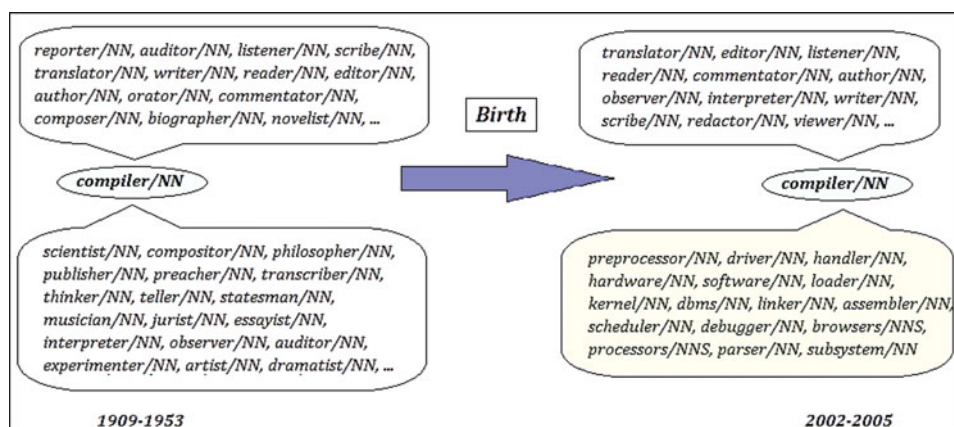 reporter/NN, auditor/NN, listener/NN, scribe/NN,
translator/NN, writer/NN, reader/NN, editor/NN,
author/NN, orator/NN, commentator/NN,
composer/NN, biographer/NN, novelist/NN, ...
compiler/NN
scientist/NN, compositor/NN, philosopher/NN,
publisher/NN, preacher/NN, transcriber/NN,
thinker/NN, teller/NN, statesman/NN,
musician/NN, jurist/NN, essayist/NN,
interpreter/NN, observer/NN, auditor/NN,
experimenter/NN, artist/NN, dramatist/NN, ...
1909-1953
Birth
translator/NN, editor/NN, listener/NN,
reader/NN, commentator/NN, author/NN,
observer/NN, interpreter/NN, writer/NN,
scribe/NN, redactor/NN, viewer/NN, ...
compiler/NN
preprocessor/NN, driver/NN, handler/NN,
hardware/NN, software/NN, loader/NN,
kernel/NN, dbms/NN, linker/NN, assembler/NN,
scheduler/NN, debugger/NN, browsers/NNS,
processors/NNS, parser/NN, subsystem/NN
2002-2005